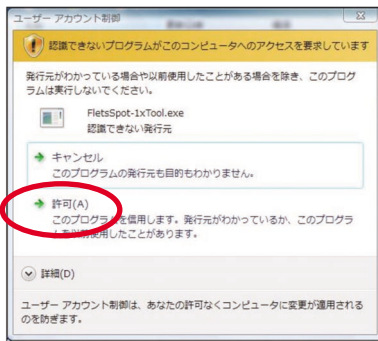 ユーザー アカウント制御
認識できないプログラムがこのコンピュータへのアクセスを要求しています
発行元がわかっている場合や以前使用したことがある場合を除き、このプログ
ラムは実行しないでください。
FletsSpot-1xTool.exe
認識できない発行元
キャンセル
このプログラムの発行元も目的もわかりません。
許可(A)
このプログラムを信用します。発行元がわかっているか、このプログラ
ムを以前使用したことがあります。
詳細(D)
ユーザー アカウント制御は、あなたの許可なくコンピュータに変更が適用される
のを防ぎます。